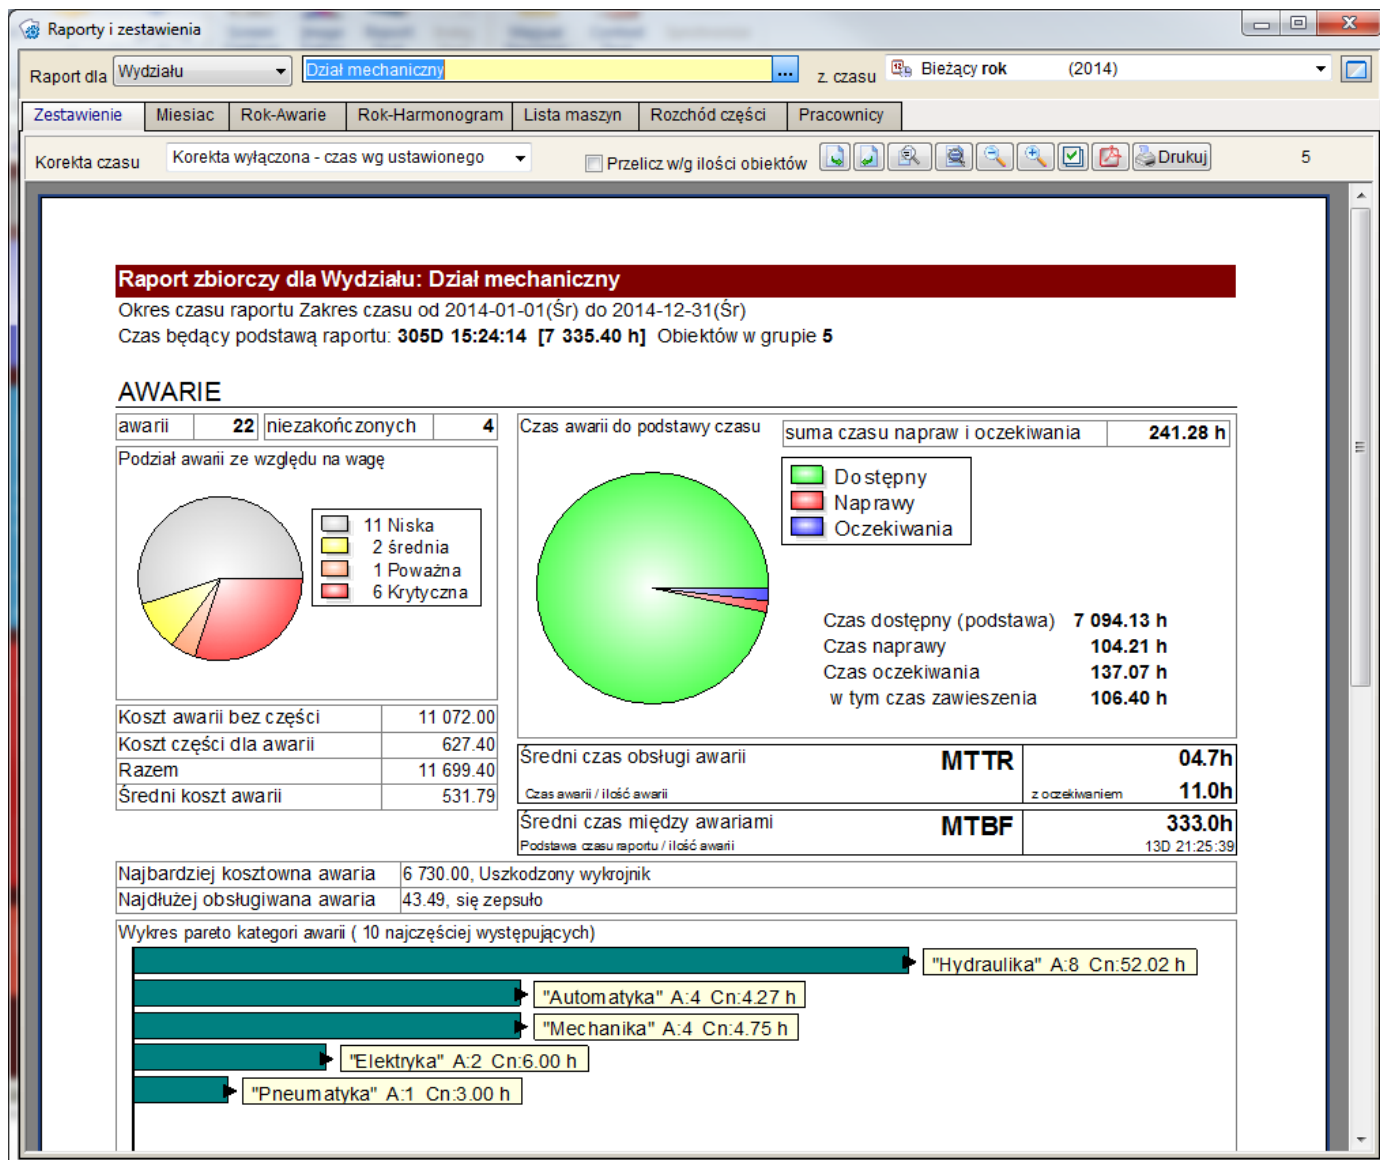 Raporty i zestawienia
Raport dla Wydziału Dział mechaniczny ... z. czasu Bieżący rok (2014)
Zestawienie Miesiac Rok-Awarie Rok-Harmonogram Lista maszyn Rozchód części Pracownicy
Korekta czasu Korekta wyłączona - czas wg ustawionego Przelicz w/g ilości obiektów Drukuj 5
Raport zbiorczy dla Wydziału: Dział mechaniczny
Okres czasu raportu Zakres czasu od 2014-01-01(Śr) do 2014-12-31(Śr)
Czas będący podstawą raportu: 305D 15:24:14 [7 335.40 h] Obiektów w grupie 5
AWARIE
awarii 22 niezakończonych 4
Podział awarii ze względu na wagę
11 Niska
2 średnia
1 Poważna
6 Krytyczna
Czas awarii do podstawy czasu suma czasu napraw i oczekiwania 241.28 h
Dostępny
Naprawy
Oczekiwania
Czas dostępny (podstawa) 7 094.13 h
Czas naprawy 104.21 h
Czas oczekiwania 137.07 h
w tym czas zawieszenia 106.40 h
Koszt awarii bez części 11 072.00
Koszt części dla awarii 627.40
Razem 11 699.40
Średni koszt awarii 531.79
Średni czas obsługi awarii MTTR 04.7h
Czas awarii / ilość awarii z oczekiwaniem 11.0h
Średni czas między awariami MTBF 333.0h
Podstawa czasu raportu / ilość awarii 13D 21:25:39
Najbardziej kosztowna awaria 6 730.00, Uszkodzony wykrojnik
Najdłużej obsługiwana awaria 43.49, się zepsuło
Wykres pareto kategori awarii ( 10 najczęściej występujących)
"Hydraulika" A:8 Cn:52.02 h
"Automatyka" A:4 Cn:4.27 h
"Mechanika" A:4 Cn:4.75 h
"Elektryka" A:2 Cn:6.00 h
"Pneumatyka" A:1 Cn:3.00 h